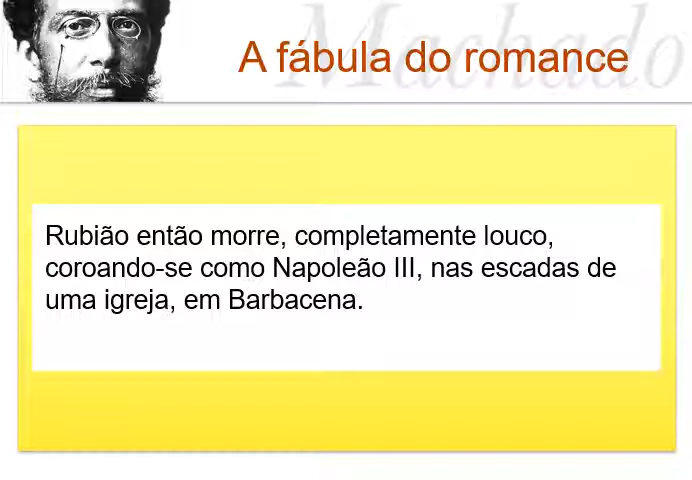 Machado
A fábula do romance
Rubião então morre, completamente louco,
coroando-se como Napoleão III, nas escadas de
uma igreja, em Barbacena.